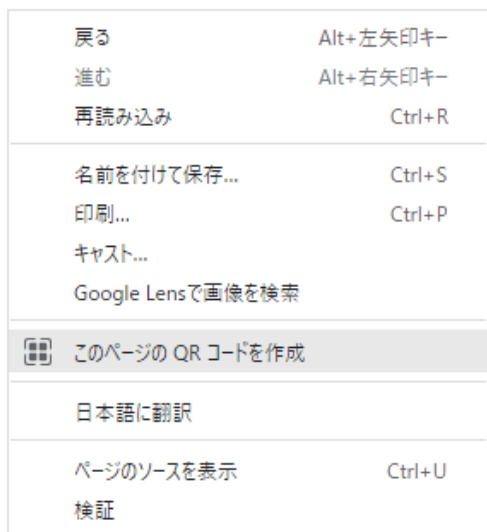 戻る Alt+左矢印キー
進む Alt+右矢印キー
再読み込み Ctrl+R
名前を付けて保存... Ctrl+S
印刷... Ctrl+P
キャスト...
Google Lensで画像を検索
このページの QR コードを作成
日本語に翻訳
ページのソースを表示 Ctrl+U
検証